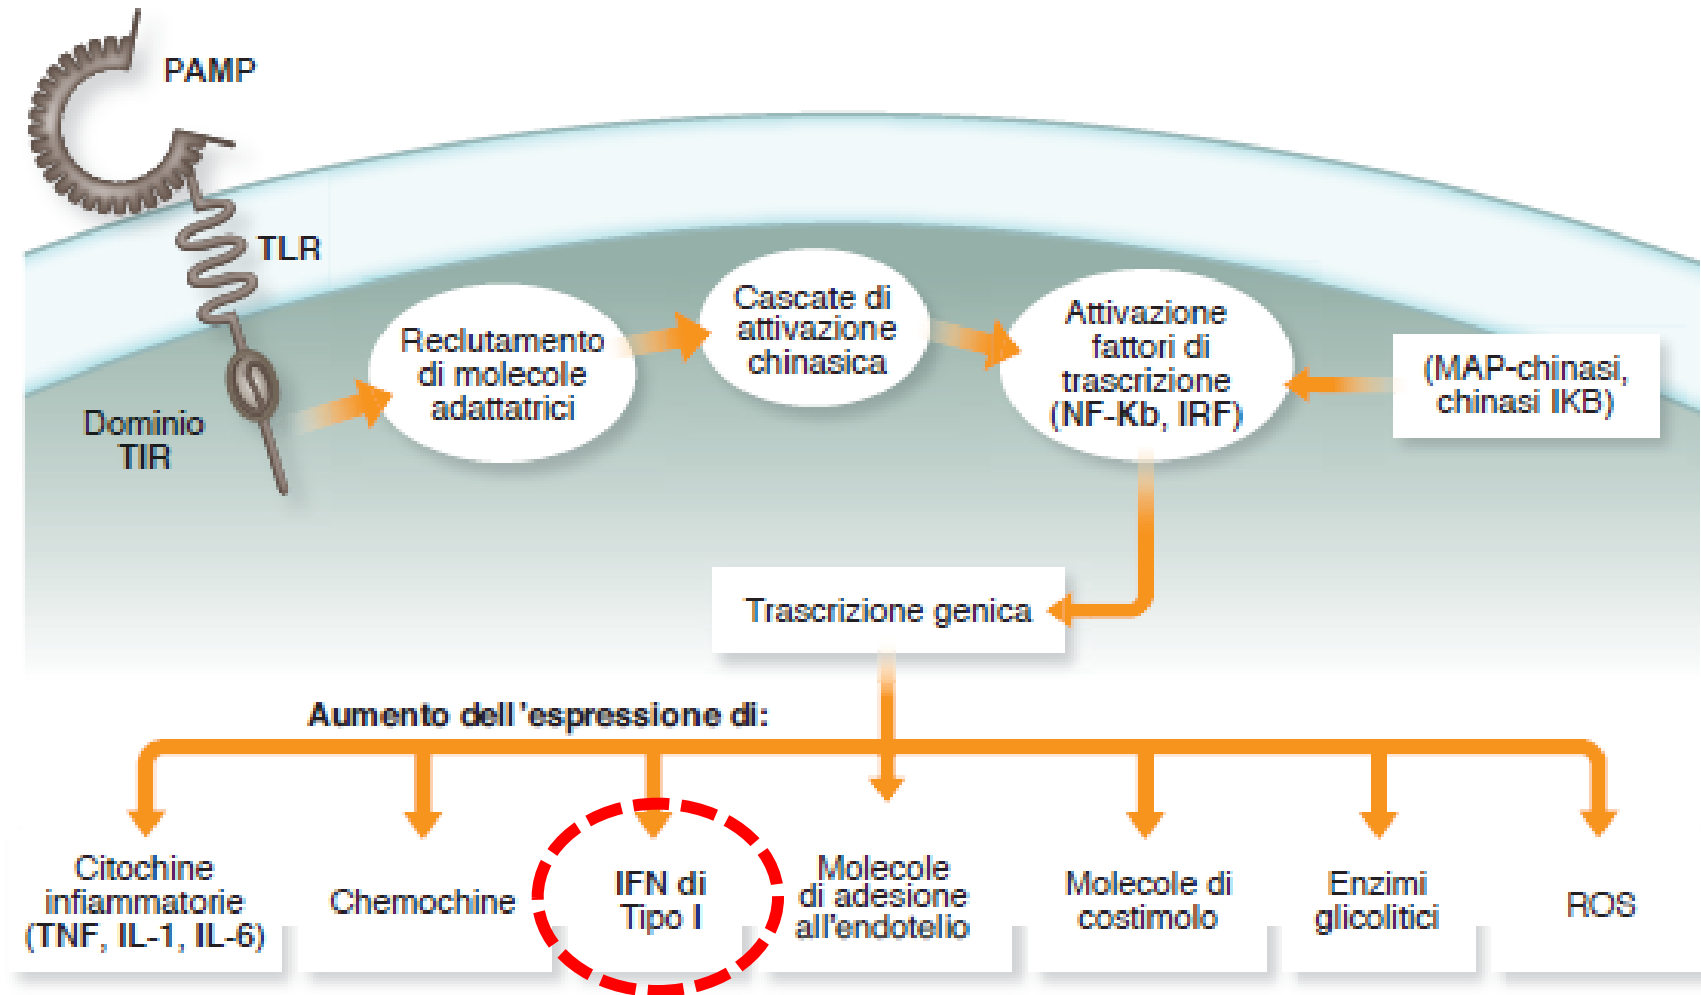 PAMP
TLR
Dominio
TIR
Reclutamento
di molecole
adattatrici
Cascate di
attivazione
chinasica
Attivazione
fattori di
trascrizione
(NF-Kb, IRF)
(MAP-chinasi,
chinasi IKB)
Trascrizione genica
Aumento dell'espressione di:
Citochine
infiammatorie
(TNF, IL-1, IL-6)
Chemochine
IFN di
Tipo I
Molecole
di adesione
all'endotelio
Molecole di
costimolo
Enzimi
glicolitici
ROS